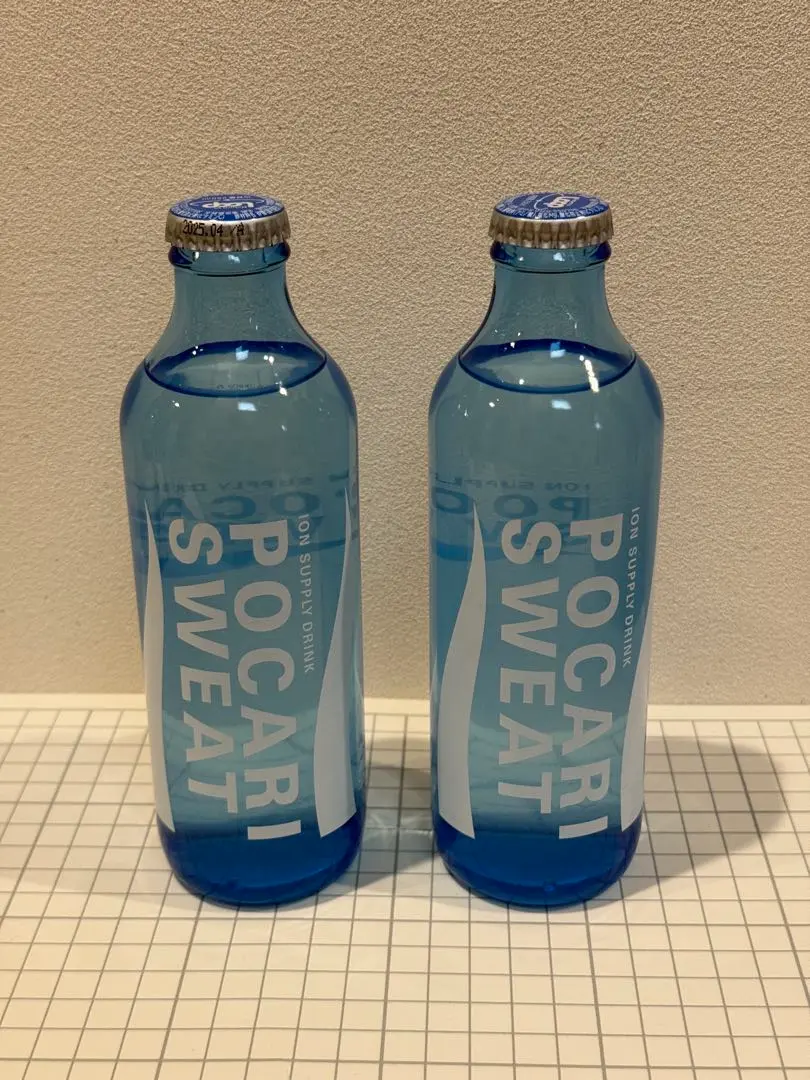 2025.04
ION SUPPLY DRINK
POCARI
SWEAT
ION SUPPLY DRINK
POCARI
SWEAT